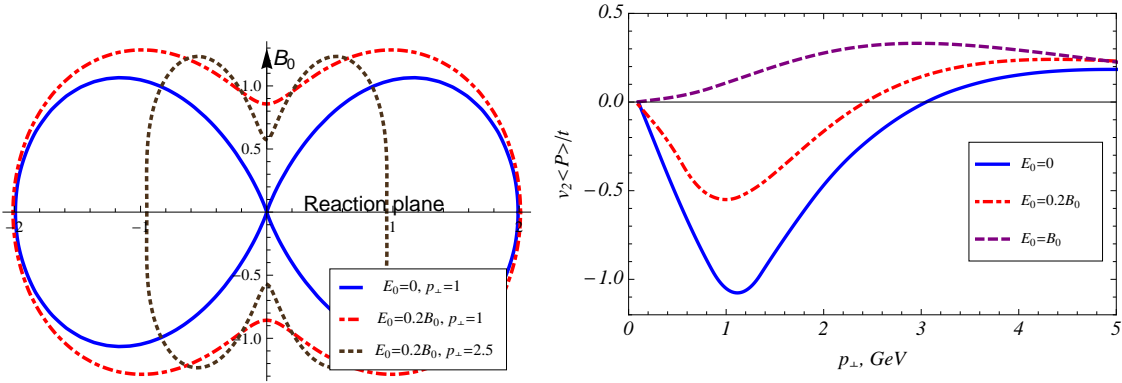 B₀
1.0
0.5
Reaction plane
−2
−1
1
2
−0.5
−1.0
E₀=0, p⊥=1
E₀=0.2B₀, p⊥=1
E₀=0.2B₀, p⊥=2.5
v₂<P>/t
0.5
0.0
−0.5
−1.0
0
1
2
3
4
5
p⊥, GeV
E₀=0
E₀=0.2B₀
E₀=B₀